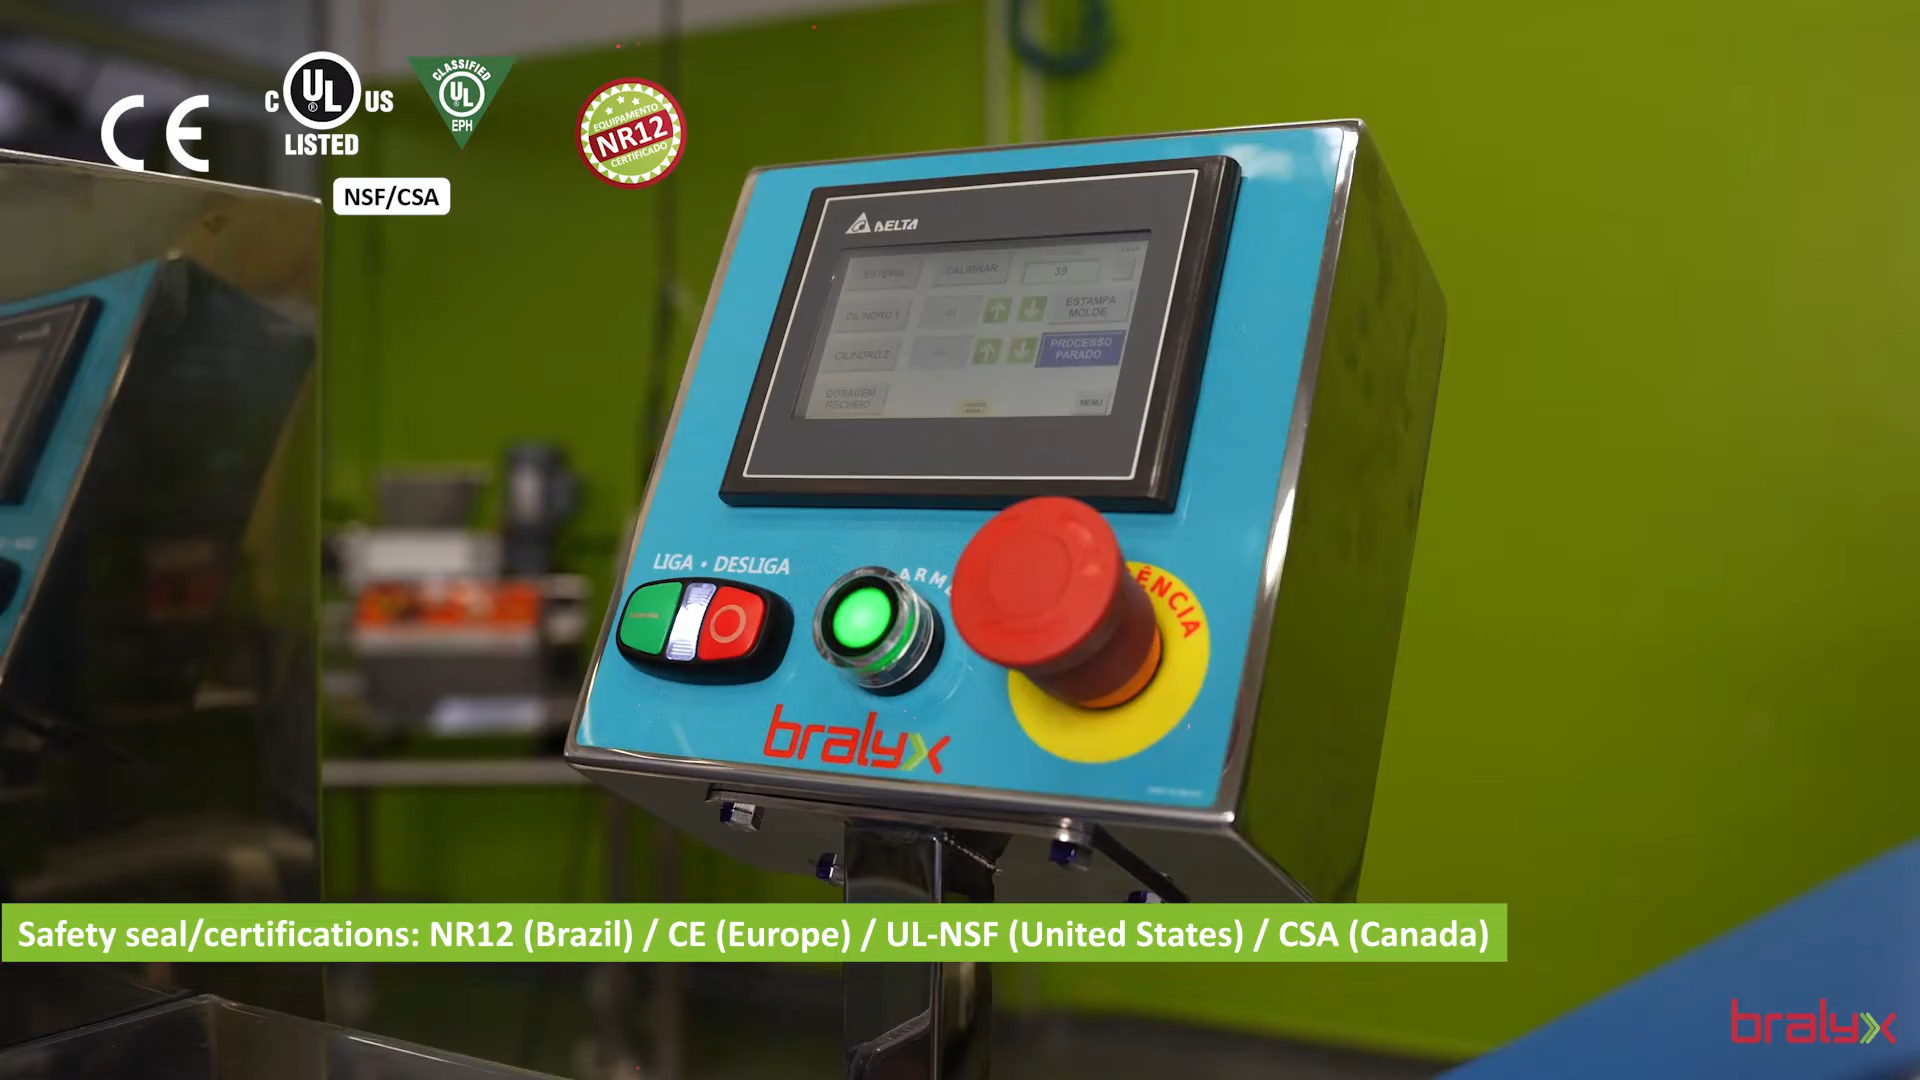 CE
C UL US
®
LISTED
CLASSIFIED
UL
®
EPH
EQUIPAMENTO
NR12
CERTIFICADO
NSF/CSA
DELTA
ESTEIRA
CALIBRAR
39
CILINDRO 1
ESTAMPA
MOLDE
CILINDRO 2
PROCESSO
PARADO
DOSAGEM
RECHEIO
MENU
LIGA • DESLIGA
ÊNCIA
bralyx
Safety seal/certifications: NR12 (Brazil) / CE (Europe) / UL-NSF (United States) / CSA (Canada)
bralyx